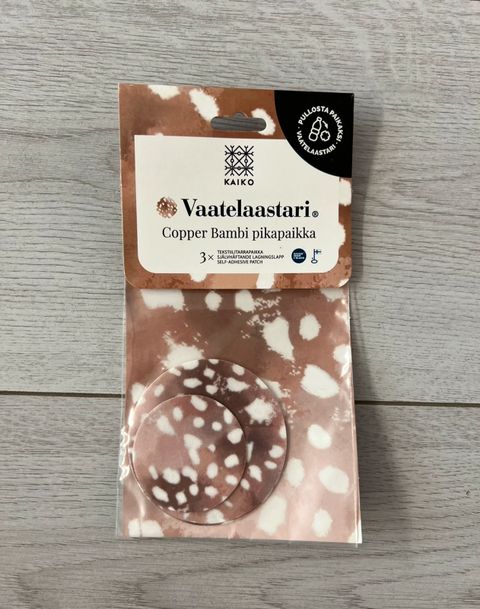 PULLOSTA PAIKAKSI
VAATELAASTARI
KAIKO
Vaatelaastari®
Copper Bambi pikapaikka
3× TEKSTIILITARRAPAIKKA
SJÄLVHÄFTANDE LAGNINGSLAPP
SELF-ADHESIVE PATCH